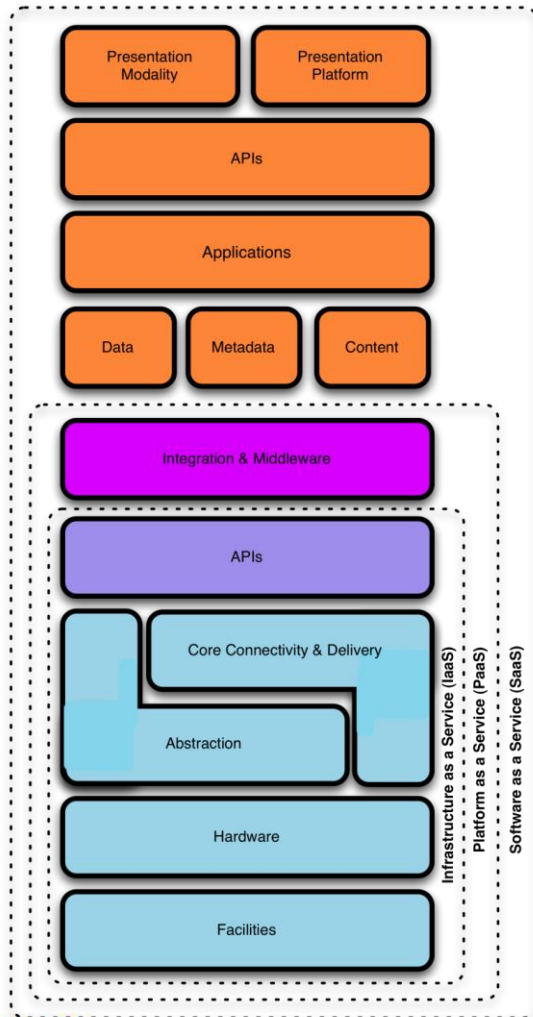 Presentation
Modality
Presentation
Platform
APIs
Applications
Data
Metadata
Content
Integration & Middleware
APIs
Core Connectivity & Delivery
Abstraction
Hardware
Facilities
Infrastructure as a Service (IaaS)
Platform as a Service (PaaS)
Software as a Service (SaaS)